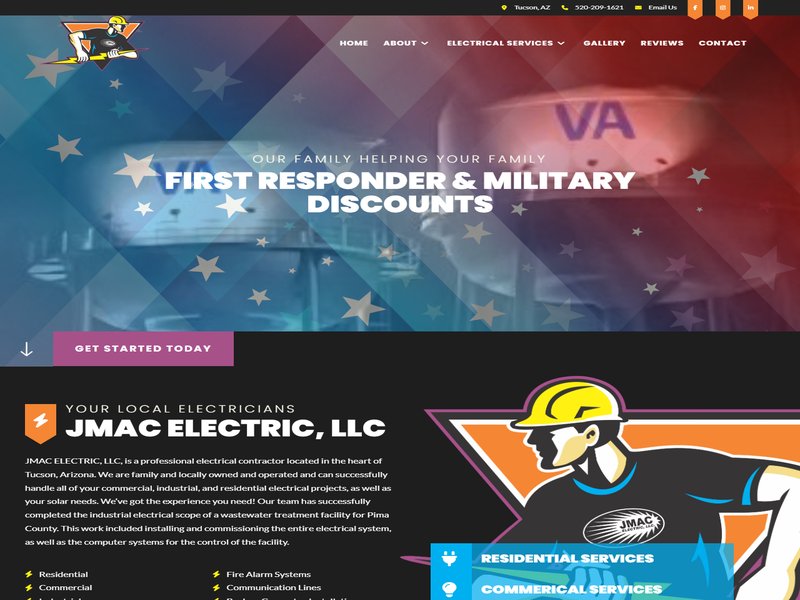 Tucson, AZ 520-209-1621 Email Us
HOME ABOUT ELECTRICAL SERVICES GALLERY REVIEWS CONTACT
VA
VA
OUR FAMILY HELPING YOUR FAMILY
FIRST RESPONDER & MILITARY
DISCOUNTS
GET STARTED TODAY
YOUR LOCAL ELECTRICIANS
JMAC ELECTRIC, LLC
JMAC ELECTRIC, LLC, is a professional electrical contractor located in the heart of
Tucson, Arizona. We are family and locally owned and operated and can successfully
handle all of your commercial, industrial, and residential electrical projects, as well as
your solar needs. We've got the experience you need! Our team has successfully
completed the industrial electrical scope of a wastewater treatment facility for Pima
County. This work included installing and commissioning the entire electrical system,
as well as the computer systems for the control of the facility.
JMAC
ELECTRIC, LLC
RESIDENTIAL SERVICES
COMMERICAL SERVICES
Residential
Fire Alarm Systems
Commercial
Communication Lines